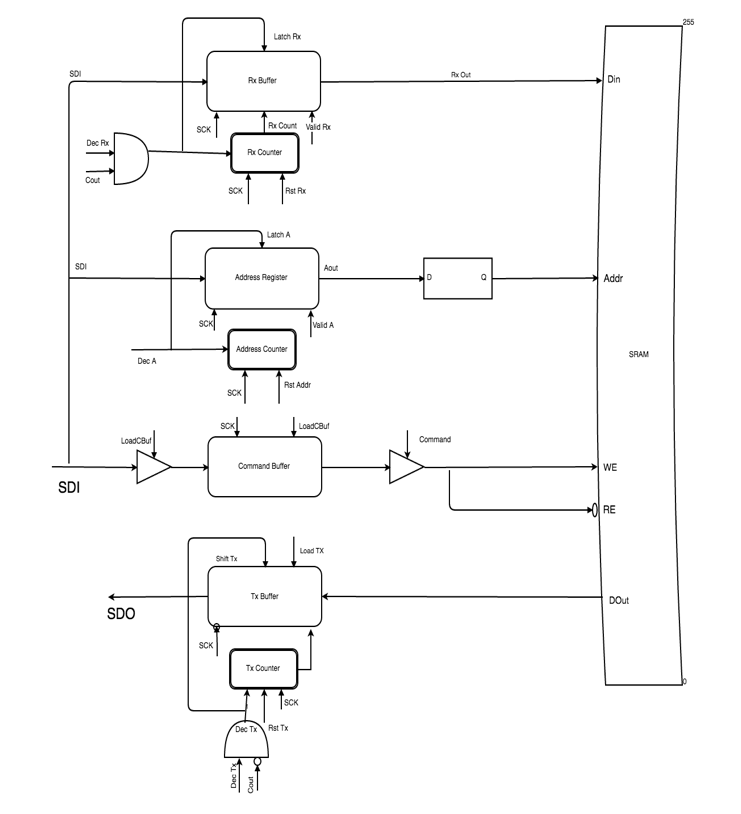 255
Latch Rx
SDI
Rx Buffer
Rx Out
Din
SCK
Rx Count
Valid Rx
Dec Rx
Rx Counter
Cout
SCK
Rst Rx
Latch A
SDI
Address Register
Aout
D
Q
Addr
SCK
Valid A
Address Counter
SRAM
Dec A
SCK
Rst Addr
SCK
LoadCBuf
LoadCBuf
Command
Command Buffer
WE
SDI
RE
Shift Tx
Load TX
Tx Buffer
DOut
SDO
SCK
Tx Counter
0
SCK
Dec Tx
Rst Tx
Dec Tx
Cout